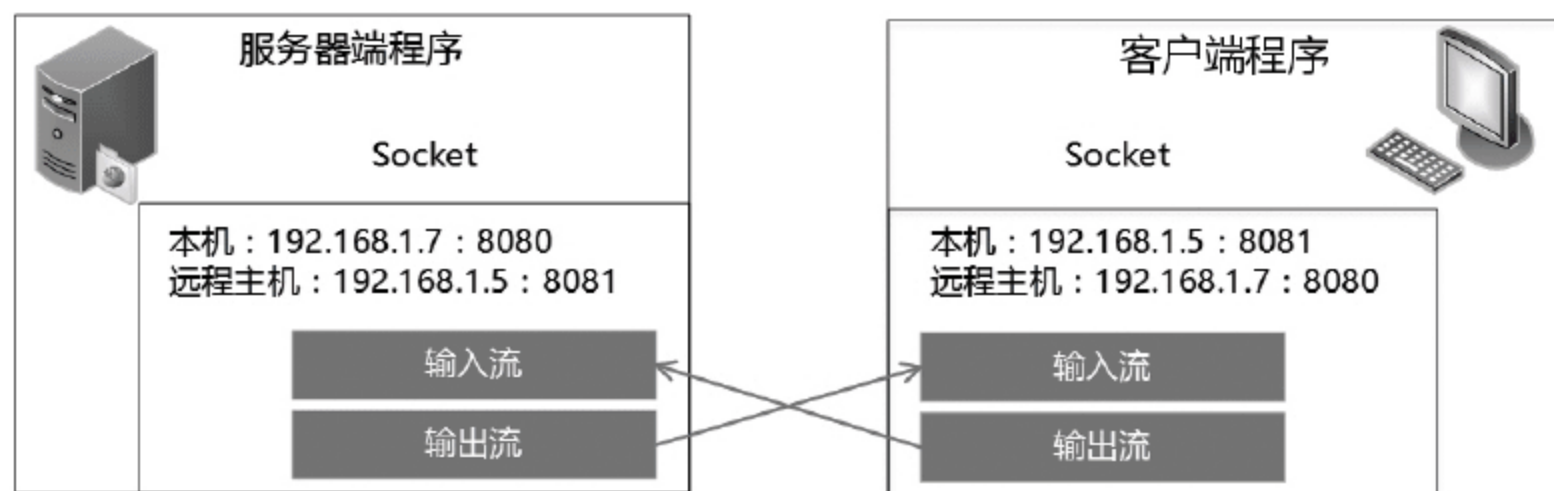 服务器端程序
Socket
本机：192.168.1.7：8080
远程主机：192.168.1.5：8081
输入流
输出流
客户端程序
Socket
本机：192.168.1.5：8081
远程主机：192.168.1.7：8080
输入流
输出流